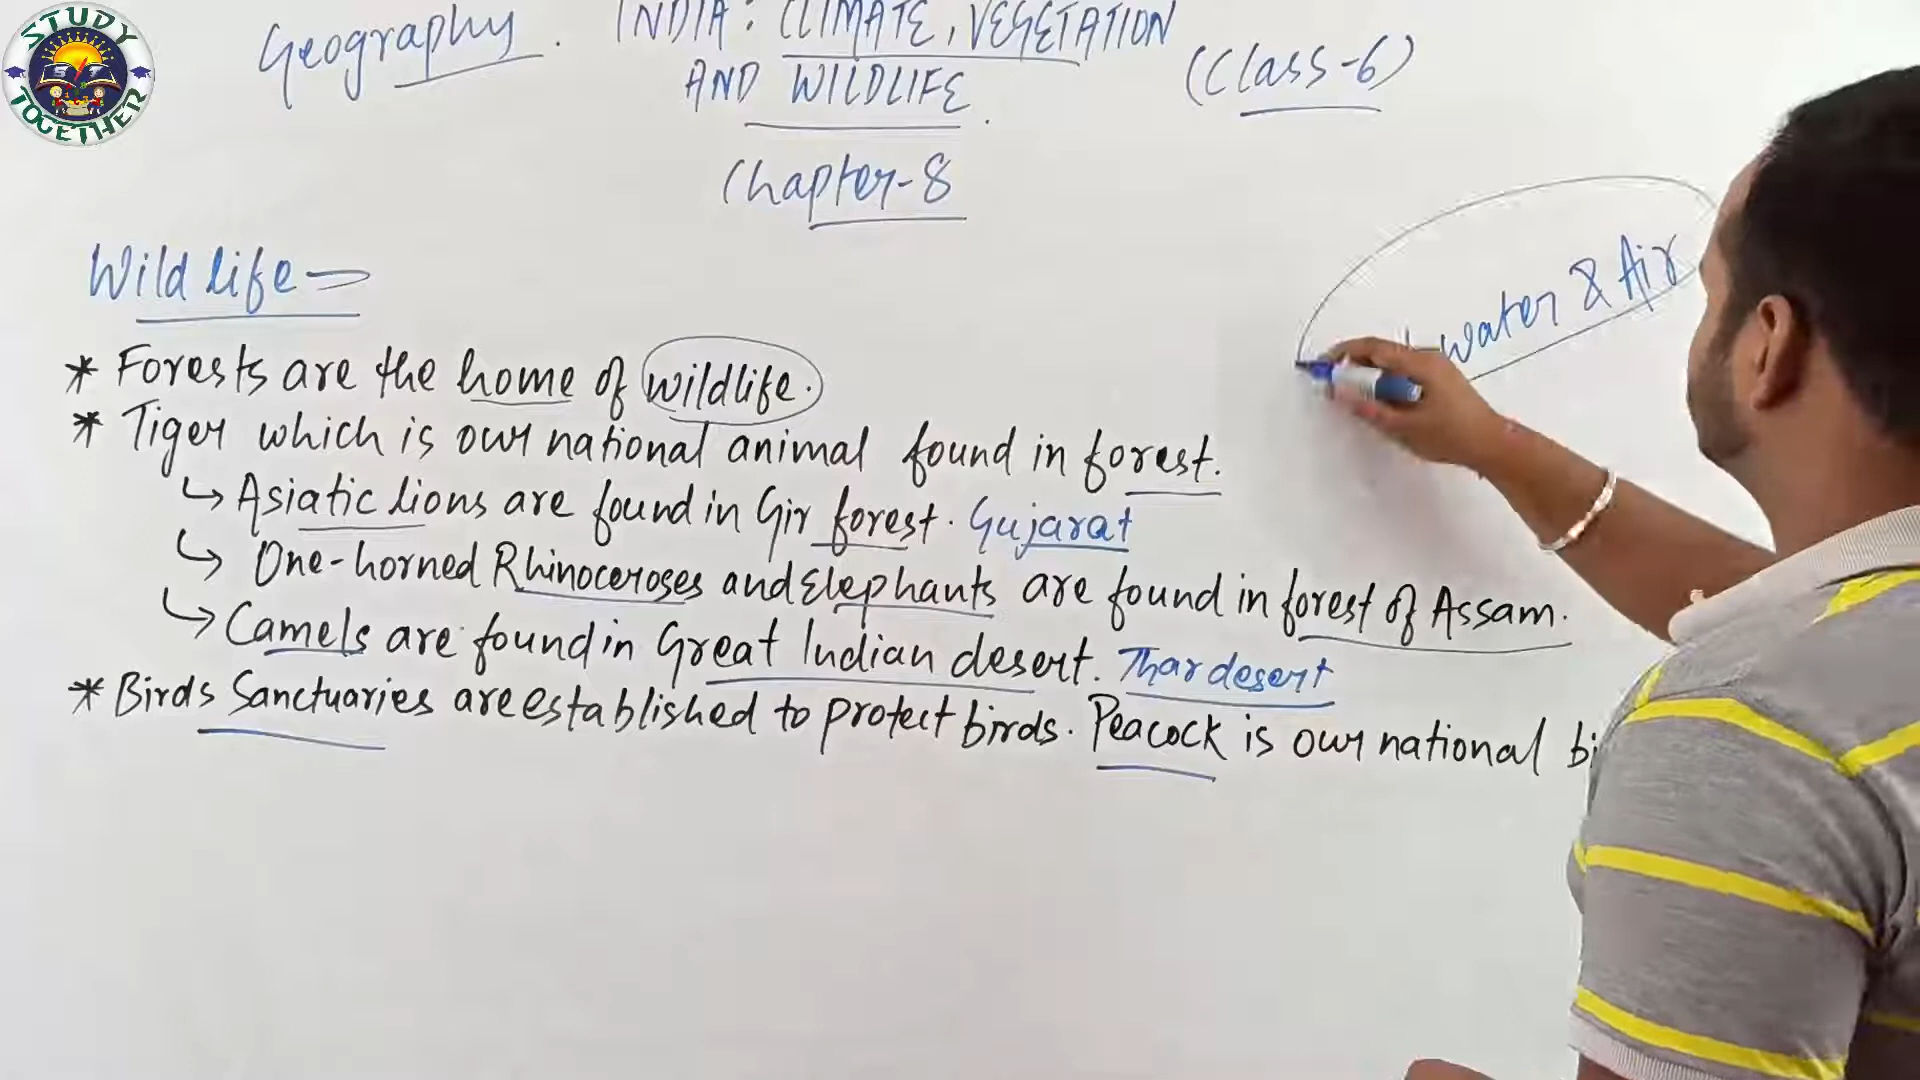 STUDY
ST
TOGETHER
Geography.
INDIA: CLIMATE, VEGETATION
AND WILDLIFE.
(Class-6)
Chapter-8
Wild life
water & Air
* Forests are the home of wildlife.
* Tiger which is our national animal found in forest.
↳ Asiatic lions are found in Gir forest. Gujarat
↳ One-horned Rhinoceroses and Elephants are found in forest of Assam.
↳ Camels are found in Great Indian desert. Thar desert
* Birds Sanctuaries are established to protect birds. Peacock is our national